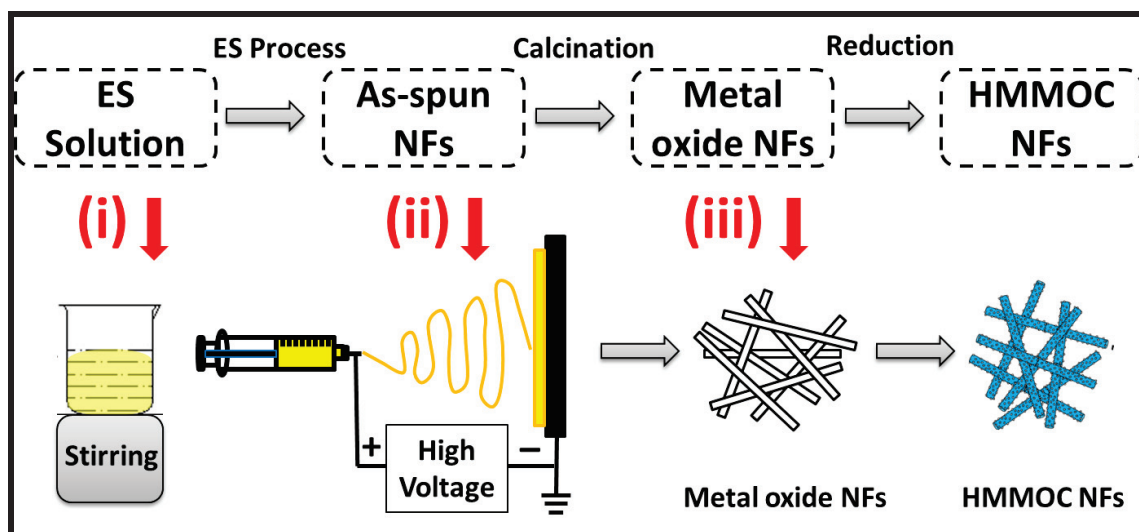 ES Process
Calcination
Reduction
ES
Solution
As-spun
NFs
Metal
oxide NFs
HMMOC
NFs
(i)
(ii)
(iii)
Stirring
+
High
Voltage
−
Metal oxide NFs
HMMOC NFs